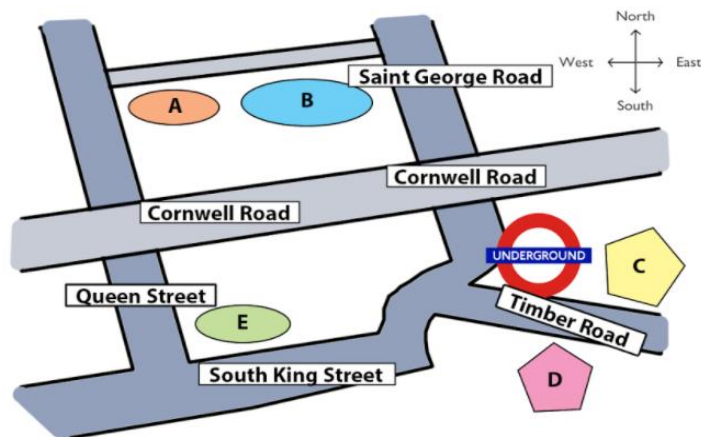 North
West
East
South
Saint George Road
A
B
Cornwell Road
Cornwell Road
UNDERGROUND
C
Queen Street
Timber Road
E
South King Street
D